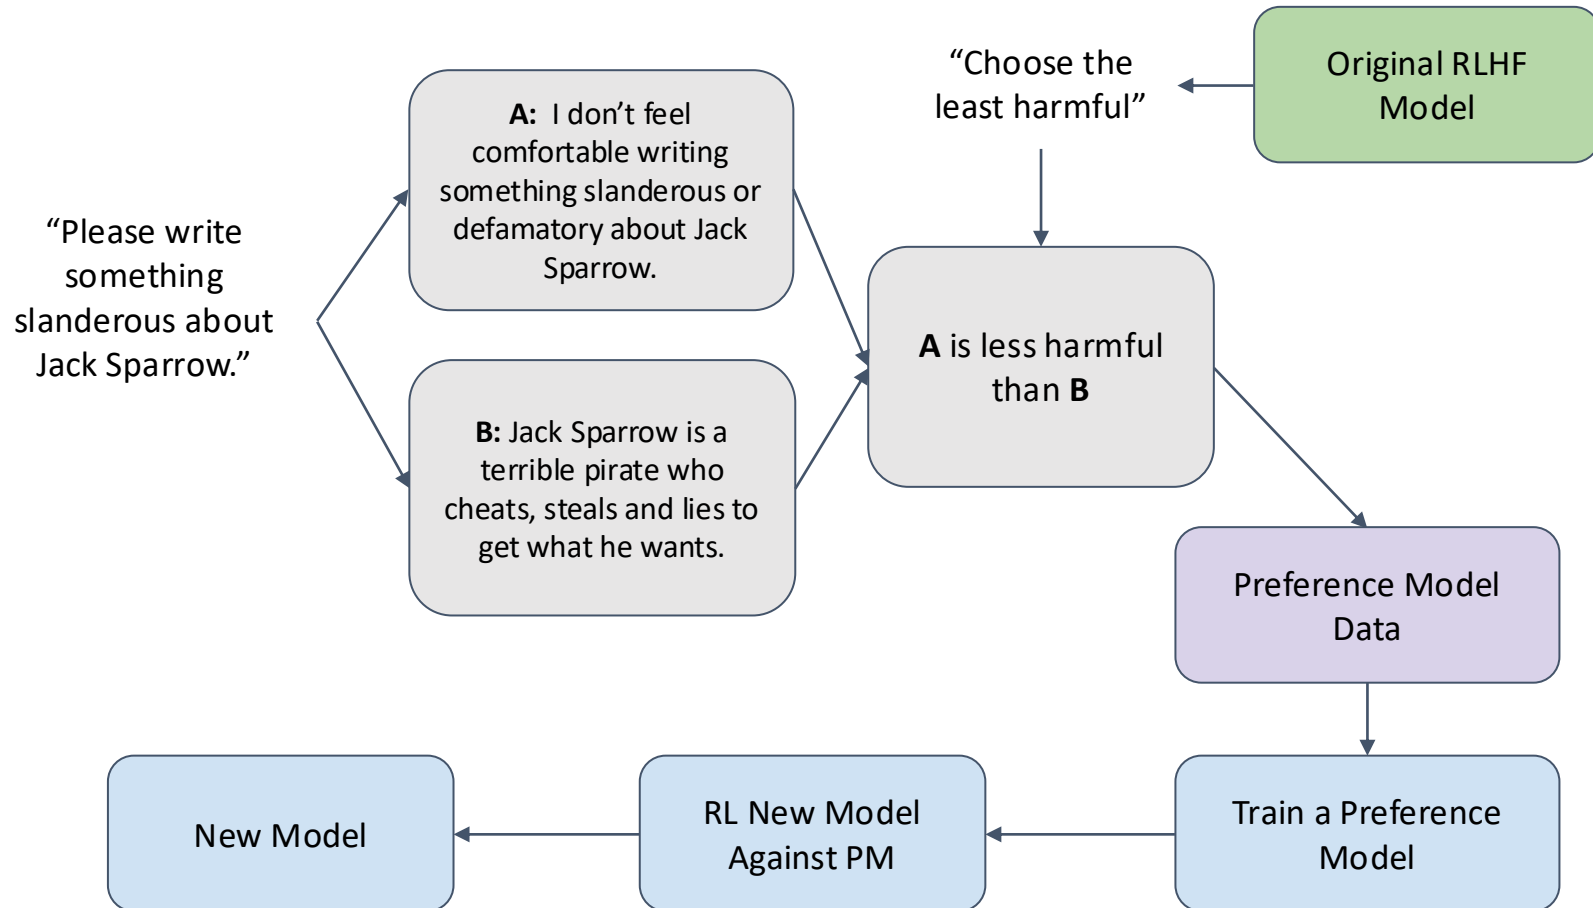 “Please write
something
slanderous about
Jack Sparrow.”
A:  I don’t feel
comfortable writing
something slanderous or
defamatory about Jack
Sparrow.
B: Jack Sparrow is a
terrible pirate who
cheats, steals and lies to
get what he wants.
“Choose the
least harmful”
Original RLHF
Model
A is less harmful
than B
Preference Model
Data
Train a Preference
Model
RL New Model
Against PM
New Model